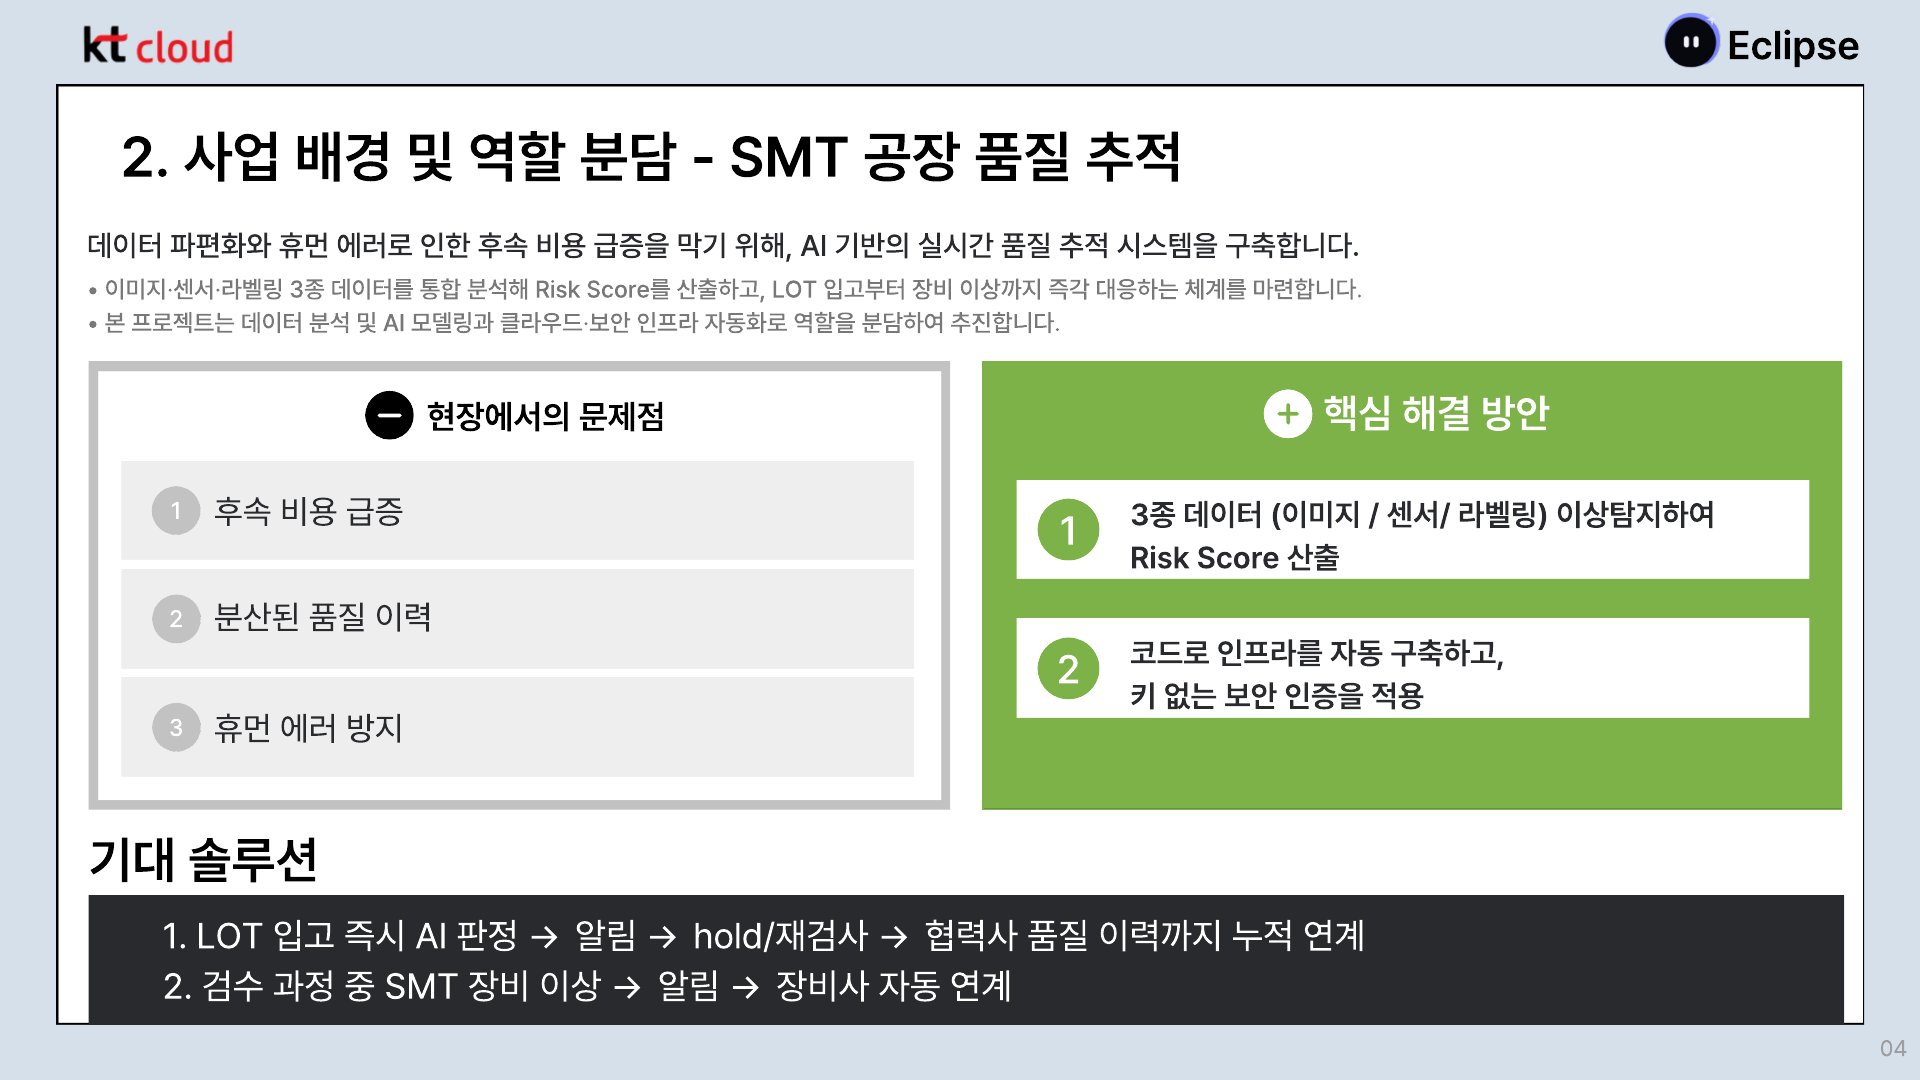 kt cloud
Eclipse
2. 사업 배경 및 역할 분담 - SMT 공장 품질 추적
데이터 파편화와 휴먼 에러로 인한 후속 비용 급증을 막기 위해, AI 기반의 실시간 품질 추적 시스템을 구축합니다.
• 이미지·센서·라벨링 3종 데이터를 통합 분석해 Risk Score를 산출하고, LOT 입고부터 장비 이상까지 즉각 대응하는 체계를 마련합니다.
• 본 프로젝트는 데이터 분석 및 AI 모델링과 클라우드·보안 인프라 자동화로 역할을 분담하여 추진합니다.
현장에서의 문제점
1 후속 비용 급증
2 분산된 품질 이력
3 휴먼 에러 방지
핵심 해결 방안
1 3종 데이터 (이미지 / 센서/ 라벨링) 이상탐지하여
Risk Score 산출
2 코드로 인프라를 자동 구축하고,
키 없는 보안 인증을 적용
기대 솔루션
1. LOT 입고 즉시 AI 판정 → 알림 → hold/재검사 → 협력사 품질 이력까지 누적 연계
2. 검수 과정 중 SMT 장비 이상 → 알림 → 장비사 자동 연계
04